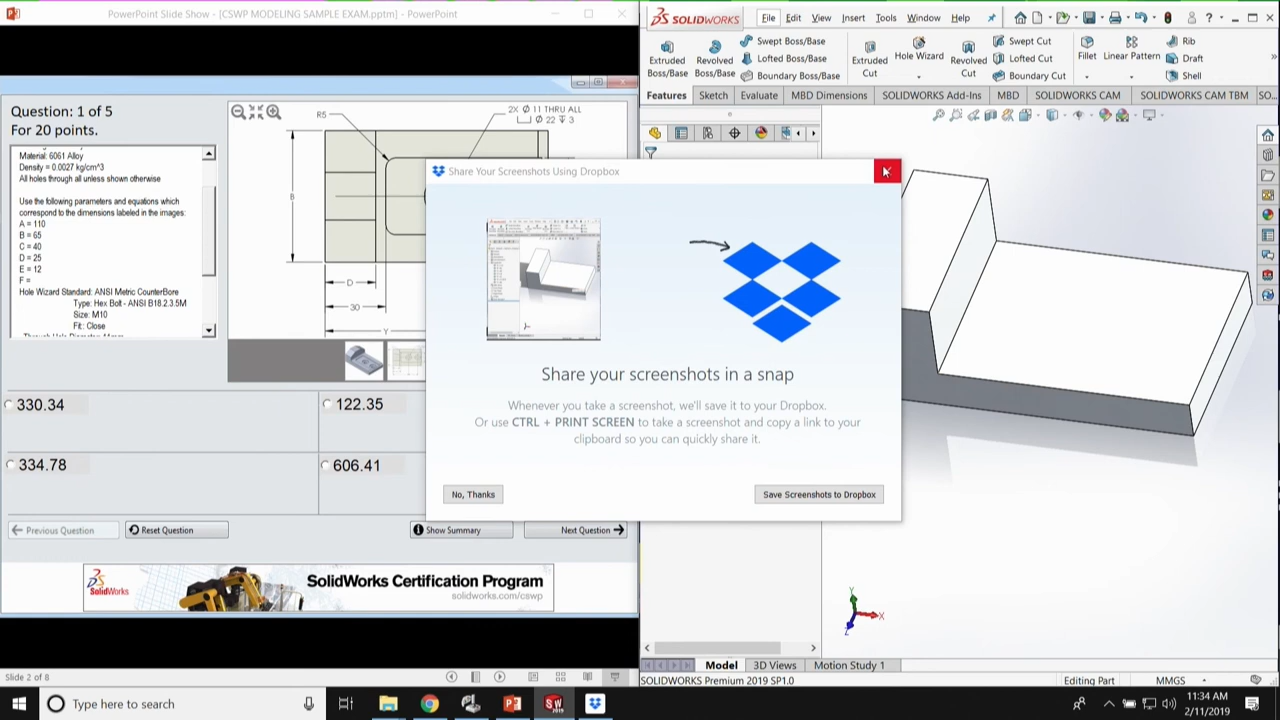 PowerPoint Slide Show - [CSWP MODELING SAMPLE EXAM.pptm] - PowerPoint
Question: 1 of 5
For 20 points.
Material: 6061 Alloy
Density = 0.0027 kg/cm^3
All holes through all unless shown otherwise
Use the following parameters and equations which
correspond to the dimensions labeled in the images:
A = 110
B = 65
C = 40
D = 25
E = 12
F =
Hole Wizard Standard: ANSI Metric CounterBore
Type: Hex Bolt - ANSI B18.2.3.5M
Size: M10
Fit: Close
R5
2X Ø 11 THRU ALL
⌴ Ø 22 ↧ 3
B
D
30
Y
330.34
122.35
334.78
606.41
Previous Question
Reset Question
Show Summary
Next Question
SolidWorks
SolidWorks Certification Program
solidworks.com/cswp
Slide 2 of 8
Share Your Screenshots Using Dropbox
Share your screenshots in a snap
Whenever you take a screenshot, we'll save it to your Dropbox.
Or use CTRL + PRINT SCREEN to take a screenshot and copy a link to your
clipboard so you can quickly share it.
No, Thanks
Save Screenshots to Dropbox
SOLIDWORKS
File Edit View Insert Tools Window Help
Extruded Boss/Base
Revolved Boss/Base
Swept Boss/Base
Lofted Boss/Base
Boundary Boss/Base
Extruded Cut
Hole Wizard
Revolved Cut
Swept Cut
Lofted Cut
Boundary Cut
Fillet
Linear Pattern
Rib
Draft
Shell
Features Sketch Evaluate MBD Dimensions SOLIDWORKS Add-Ins MBD SOLIDWORKS CAM SOLIDWORKS CAM TBM SO...
Y
X
Z
Model 3D Views Motion Study 1
SOLIDWORKS Premium 2019 SP1.0
Editing Part
MMGS
Type here to search
11:34 AM
2/11/2019